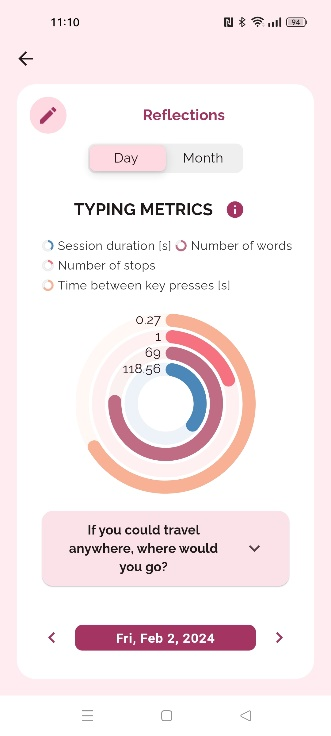 11:10
94
Reflections
Day Month
TYPING METRICS i
Session duration [s] Number of words
Number of stops
Time between key presses [s]
0.27
1
69
118.56
If you could travel
anywhere, where would
you go?
Fri, Feb 2, 2024